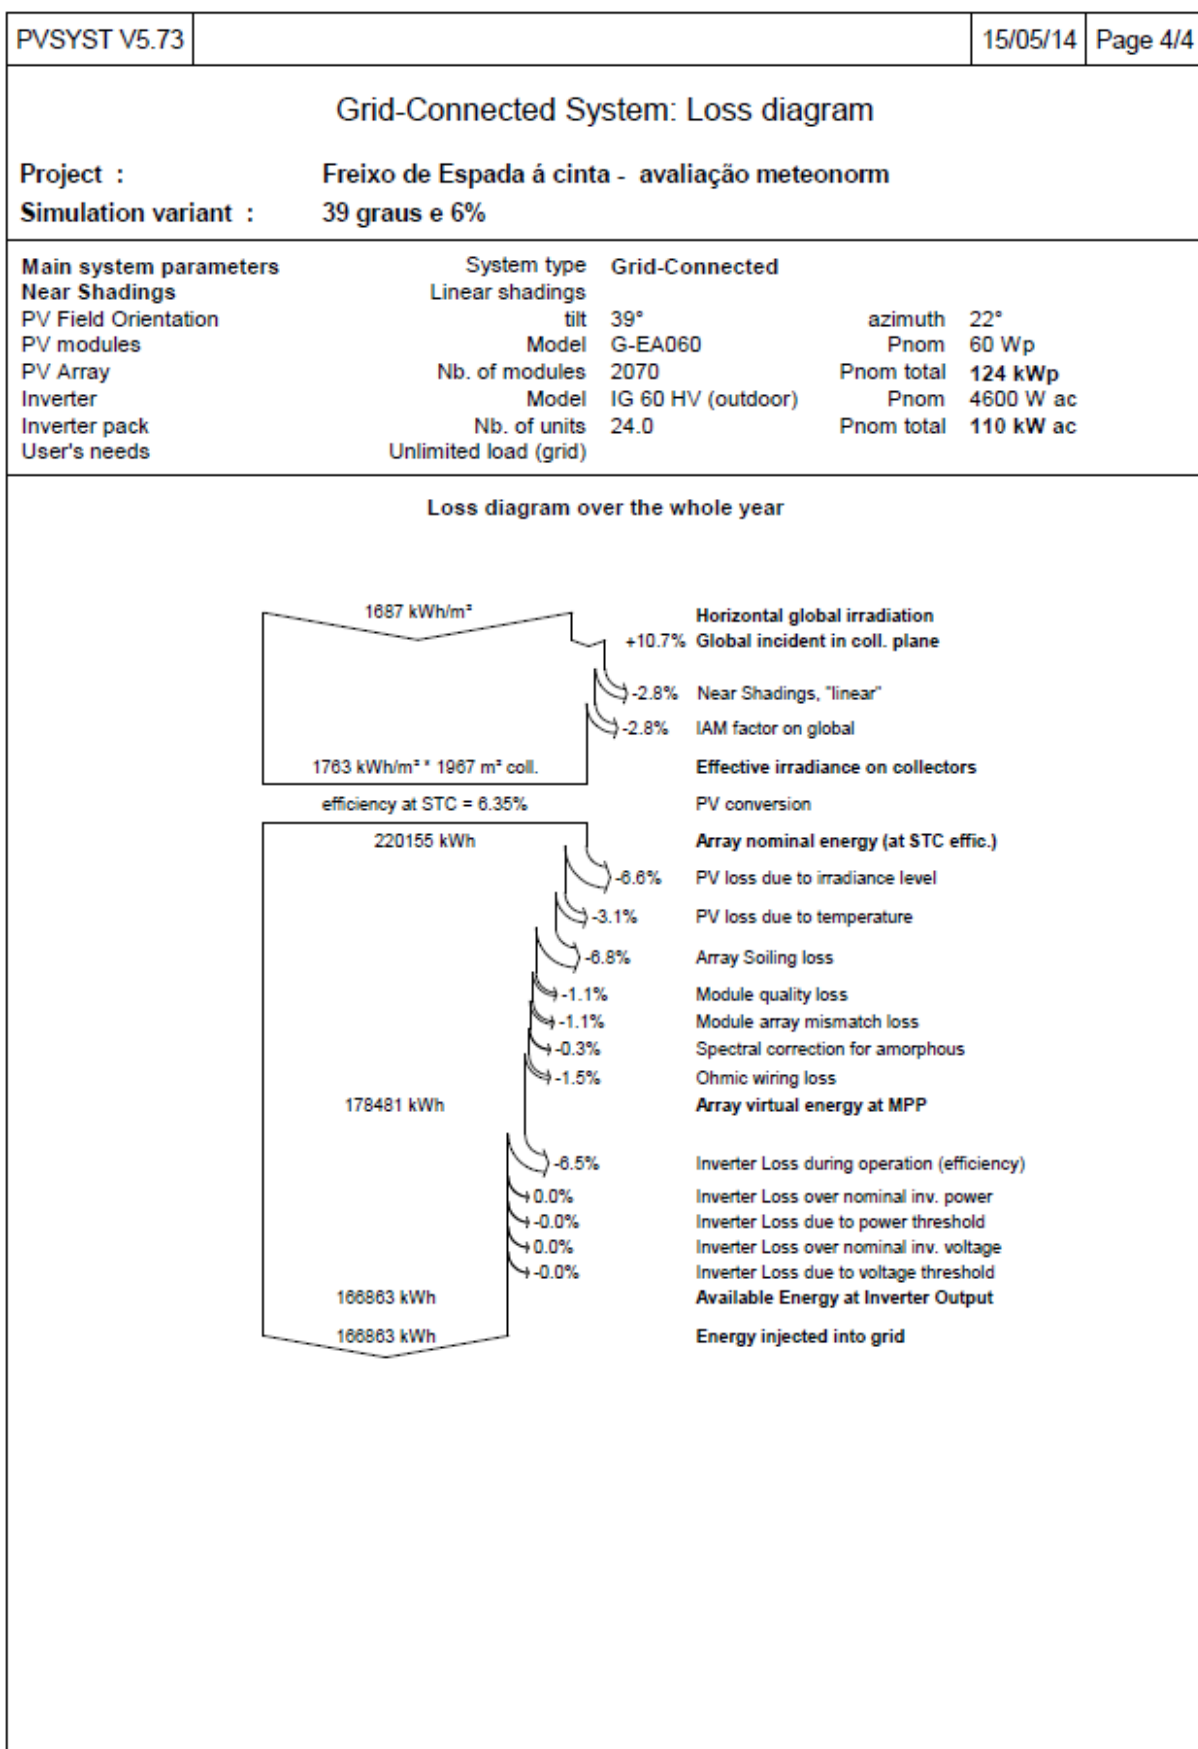 PVSYST V5.73 15/05/14 Page 4/4
Grid-Connected System: Loss diagram
Project : Freixo de Espada á cinta - avaliação meteonorm
Simulation variant : 39 graus e 6%
Main system parameters System type Grid-Connected
Near Shadings Linear shadings
PV Field Orientation tilt 39° azimuth 22°
PV modules Model G-EA060 Pnom 60 Wp
PV Array Nb. of modules 2070 Pnom total 124 kWp
Inverter Model IG 60 HV (outdoor) Pnom 4600 W ac
Inverter pack Nb. of units 24.0 Pnom total 110 kW ac
User's needs Unlimited load (grid)
Loss diagram over the whole year
1687 kWh/m² Horizontal global irradiation
+10.7% Global incident in coll. plane
-2.8% Near Shadings, "linear"
-2.8% IAM factor on global
1763 kWh/m² * 1967 m² coll. Effective irradiance on collectors
efficiency at STC = 6.35% PV conversion
220155 kWh Array nominal energy (at STC effic.)
-6.6% PV loss due to irradiance level
-3.1% PV loss due to temperature
-6.8% Array Soiling loss
-1.1% Module quality loss
-1.1% Module array mismatch loss
-0.3% Spectral correction for amorphous
-1.5% Ohmic wiring loss
178481 kWh Array virtual energy at MPP
-6.5% Inverter Loss during operation (efficiency)
0.0% Inverter Loss over nominal inv. power
-0.0% Inverter Loss due to power threshold
0.0% Inverter Loss over nominal inv. voltage
-0.0% Inverter Loss due to voltage threshold
166863 kWh Available Energy at Inverter Output
166863 kWh Energy injected into grid